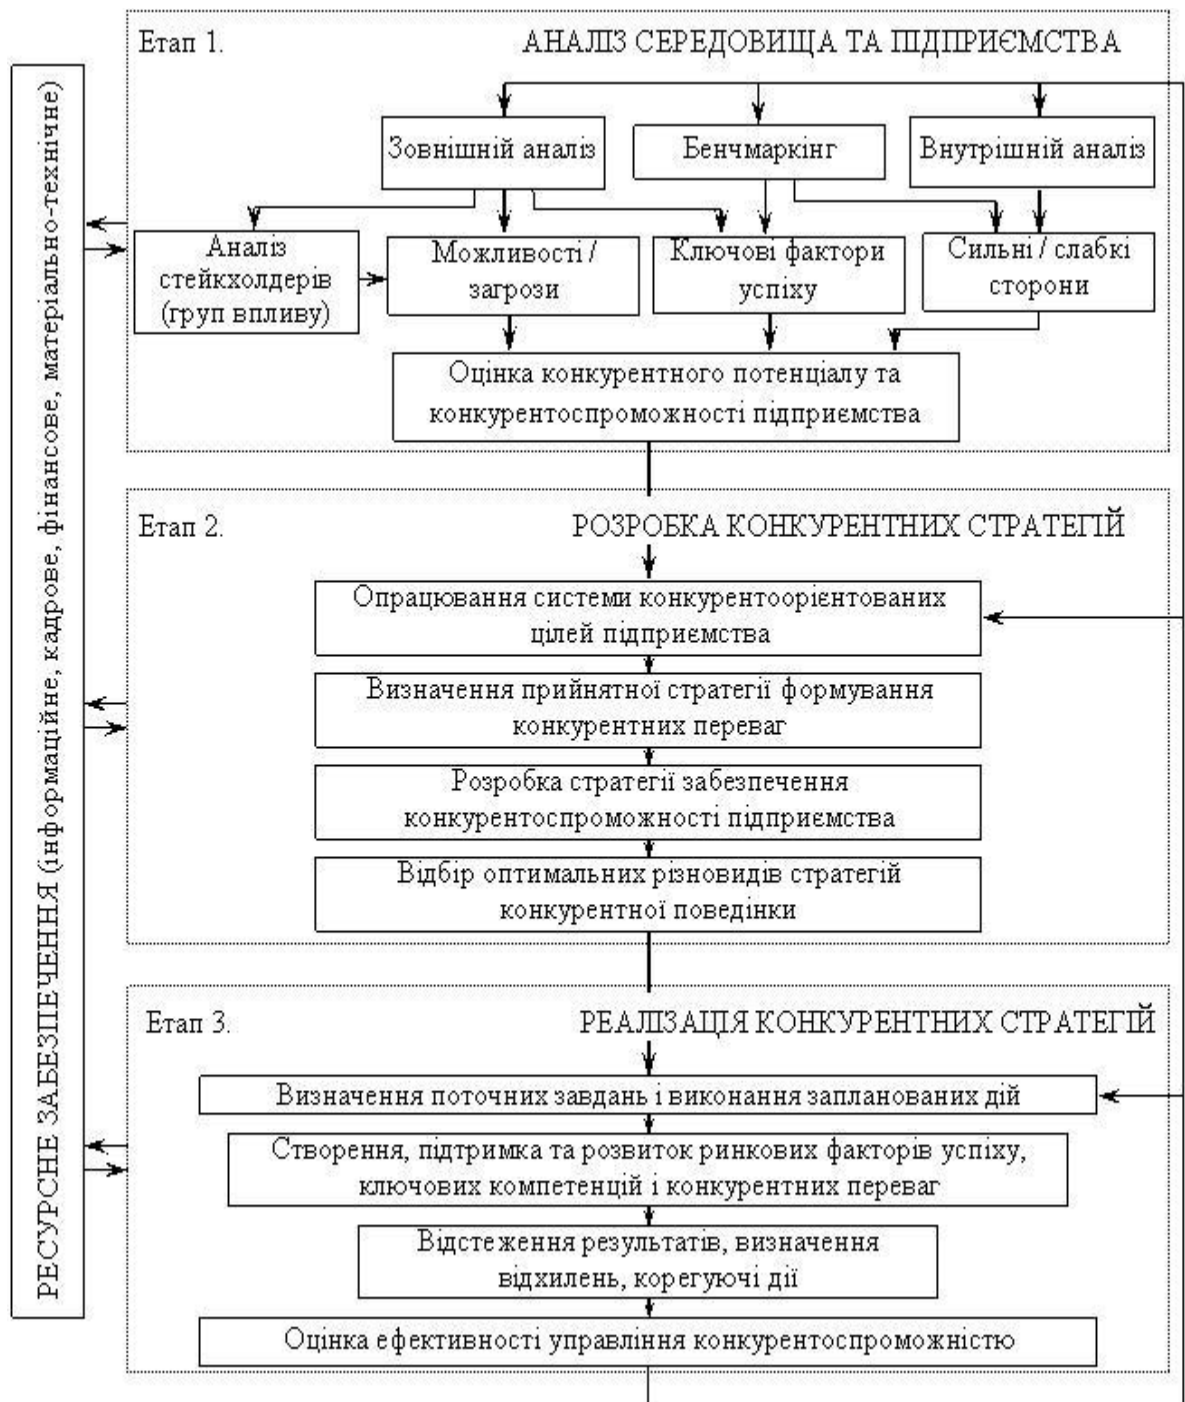 Етап 1.
АНАЛІЗ СЕРЕДОВИЩА ТА ПІДПРИЄМСТВА
Зовнішній аналіз
Бенчмаркінг
Внутрішній аналіз
Аналіз
стейкхолдерів
(груп впливу)
Можливості /
загрози
Ключові фактори
успіху
Сильні / слабкі
сторони
Оцінка конкурентного потенціалу та
конкурентоспроможності підприємства
РЕСУРСНЕ ЗАБЕЗПЕЧЕННЯ (інформаційне, кадрове, фінансове, матеріально-технічне)
Етап 2.
РОЗРОБКА КОНКУРЕНТНИХ СТРАТЕГІЙ
Опрацювання системи конкурентоорієнтованих
цілей підприємства
Визначення прийнятної стратегії формування
конкурентних переваг
Розробка стратегії забезпечення
конкурентоспроможності підприємства
Відбір оптимальних різновидів стратегій
конкурентної поведінки
Етап 3.
РЕАЛІЗАЦІЯ КОНКУРЕНТНИХ СТРАТЕГІЙ
Визначення поточних завдань і виконання запланованих дій
Створення, підтримка та розвиток ринкових факторів успіху,
ключових компетенцій і конкурентних переваг
Відстеження результатів, визначення
відхилень, корегуючі дії
Оцінка ефективності управління конкурентоспроможністю